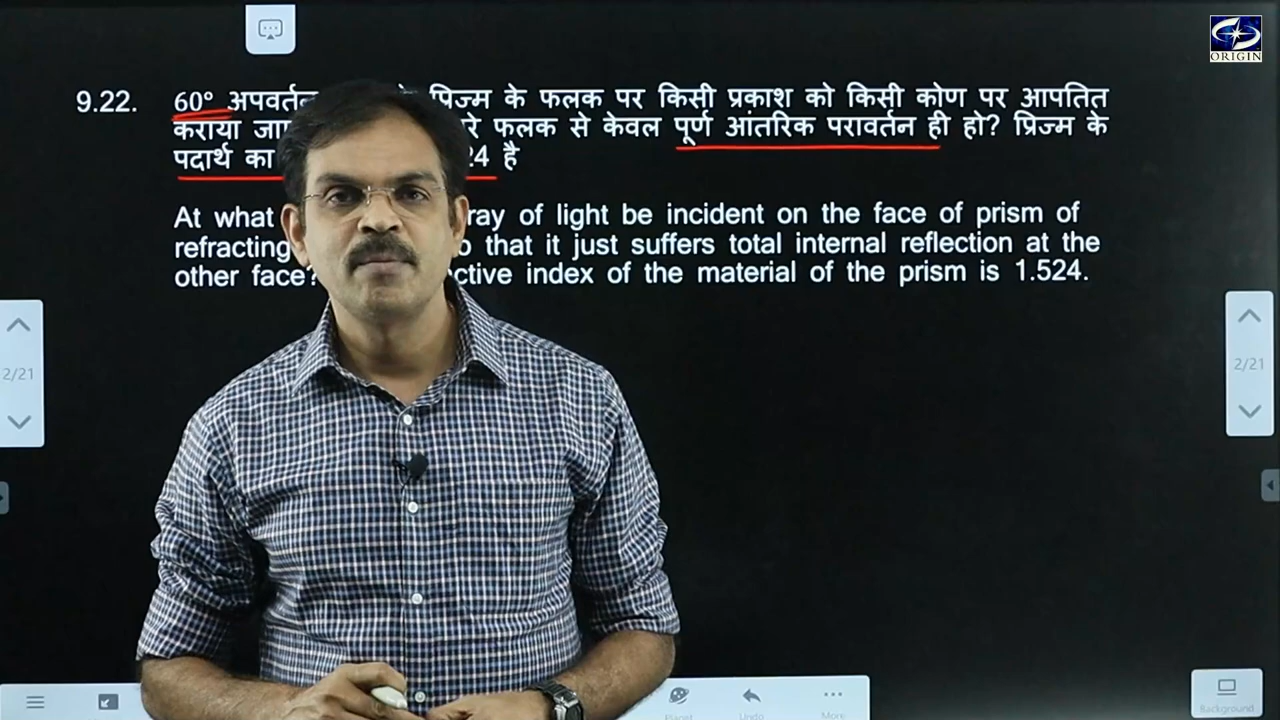 ORIGIN
9.22. 60° अपवर्तन प्रिज्म के फलक पर किसी प्रकाश को किसी कोण पर आपतित
कराया फलक से केवल पूर्ण आंतरिक परावर्तन ही हो? प्रिज्म के
पदार्थ का 24 है
At what ray of light be incident on the face of prism of
refracting that it just suffers total internal reflection at the
other face? index of the material of the prism is 1.524.
2/21
2/21
Undo
More
Background